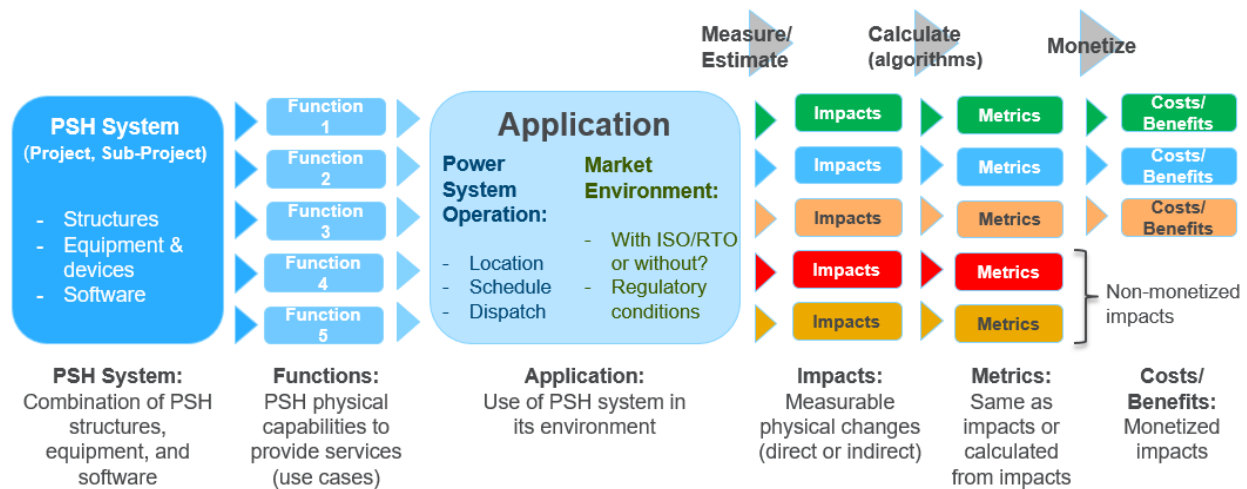 Measure/
Estimate
Calculate
(algorithms)
Monetize
PSH System
(Project, Sub-Project)
- Structures
- Equipment &
devices
- Software
Function
1
Function
2
Function
3
Function
4
Function
5
Application
Power
System
Operation:
- Location
- Schedule
- Dispatch
Market
Environment:
- With ISO/RTO
or without?
- Regulatory
conditions
Impacts
Metrics
Costs/
Benefits
Impacts
Metrics
Costs/
Benefits
Impacts
Metrics
Costs/
Benefits
Impacts
Metrics
Impacts
Metrics
Non-monetized
impacts
PSH System:
Combination of PSH
structures,
equipment, and
software
Functions:
PSH physical
capabilities to
provide services
(use cases)
Application:
Use of PSH system in
its environment
Impacts:
Measurable
physical changes
(direct or indirect)
Metrics:
Same as
impacts or
calculated
from impacts
Costs/
Benefits:
Monetized
impacts